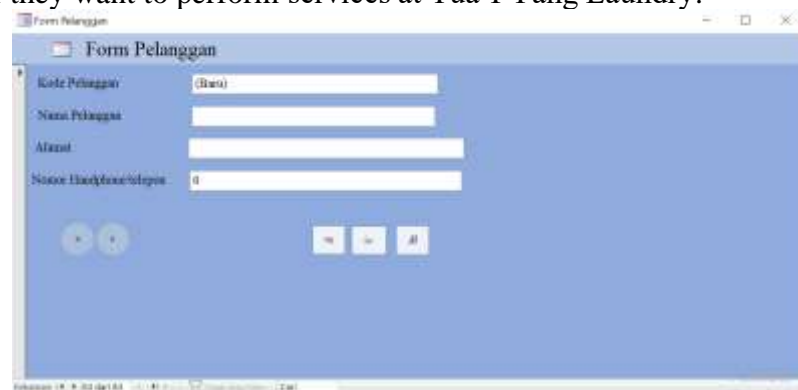 they want to perform services at Tua I Yang Laundry.
Form Pelanggan
Form Pelanggan
Kode Pelanggan (Baru)
Nama Pelanggan
Alamat
Nomor Handphone/telepon 0